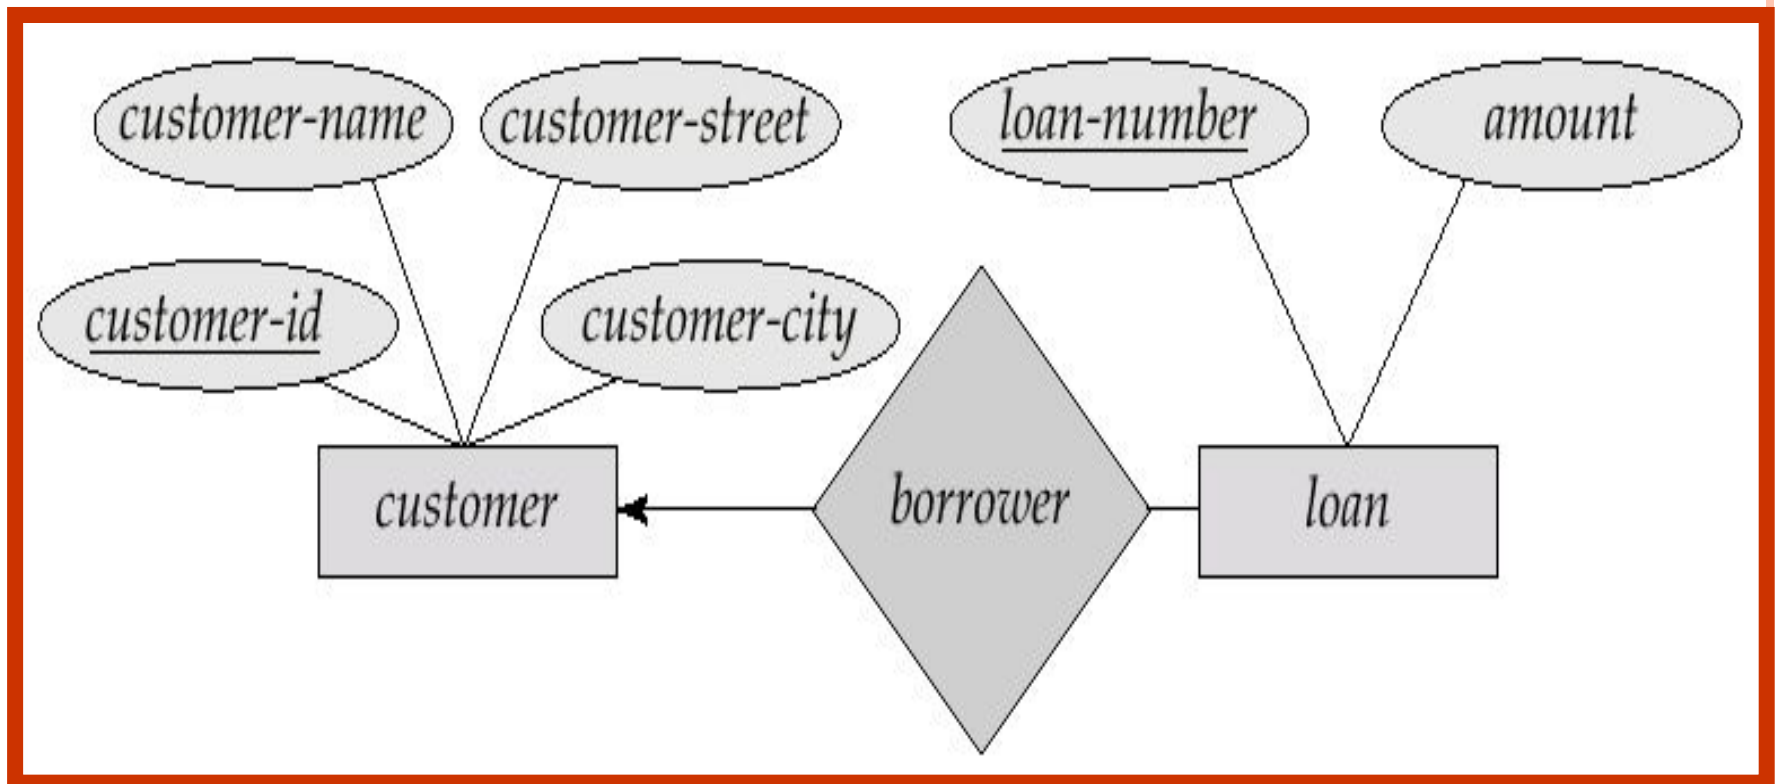 customer-name
customer-street
loan-number
amount
customer-id
customer-city
customer
borrower
loan